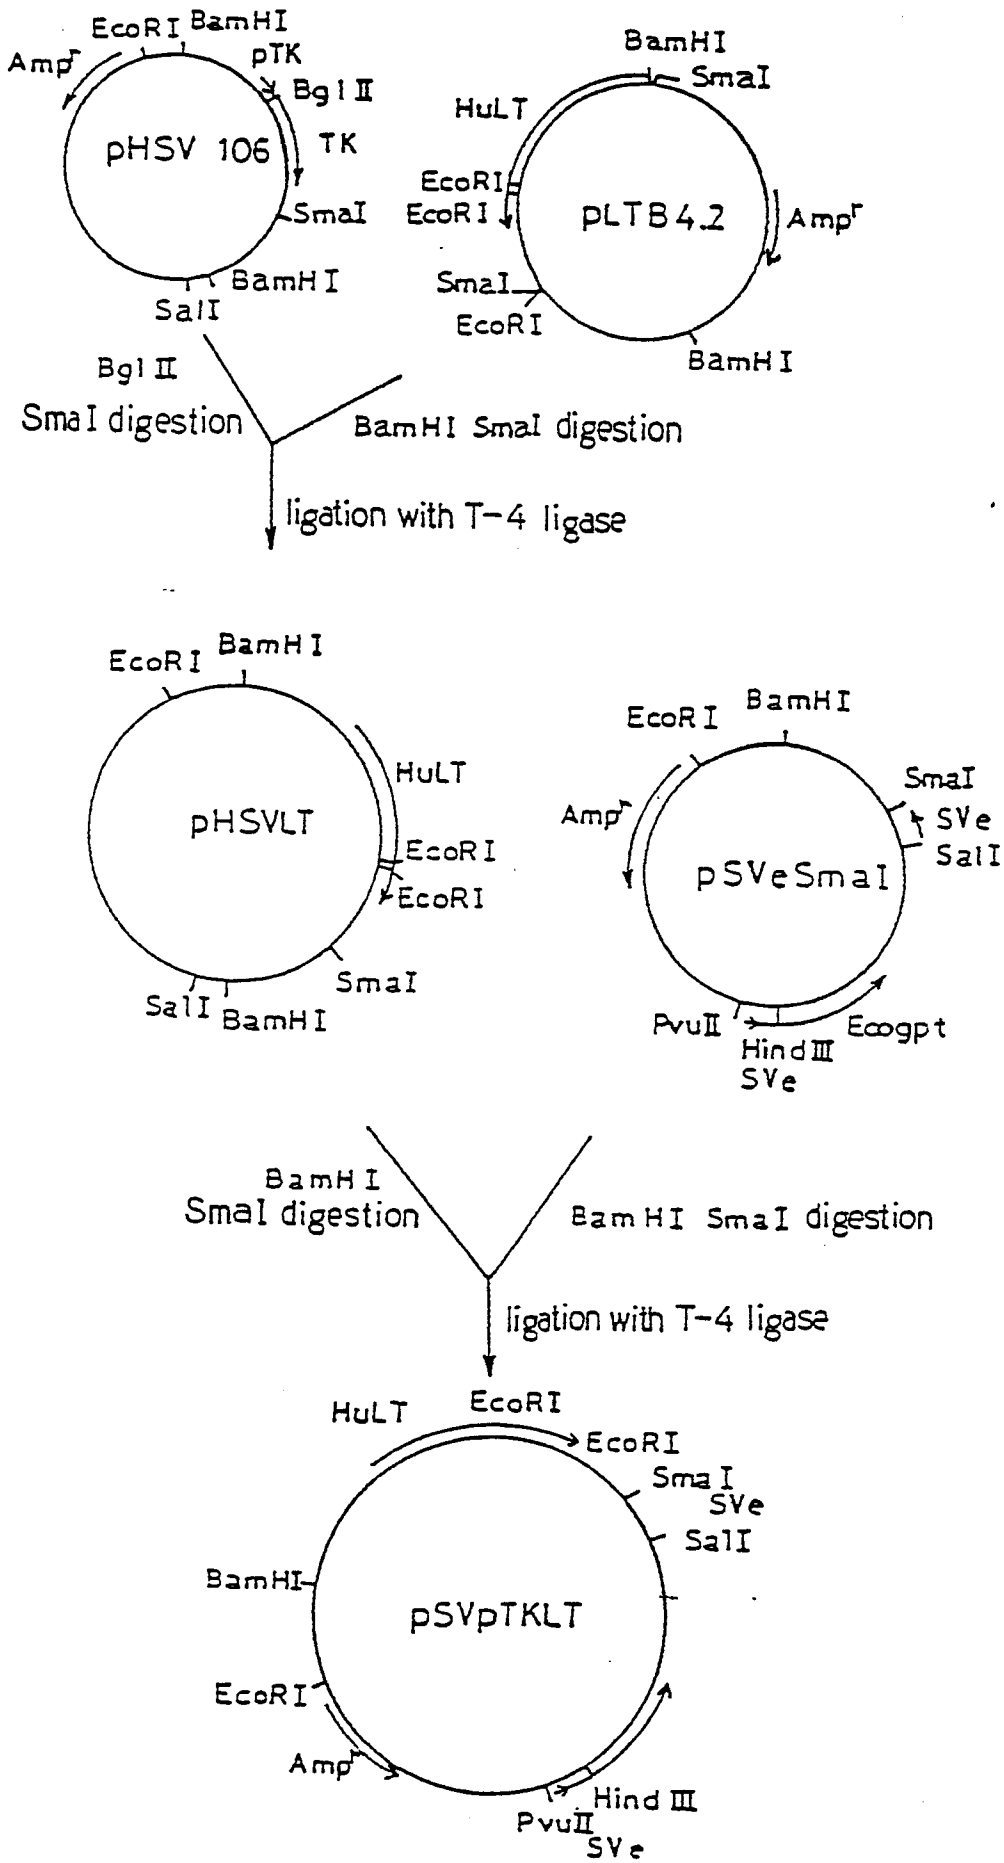 EcoRI BamHI
Ampʳ
pTK
BglⅡ
pHSV 106
TK
SmaI
BamHI
SalI
BamHI
SmaI
HuLT
EcoRI
EcoRI
pLTB4.2
Ampʳ
SmaI
EcoRI
BamHI
BglⅡ
SmaI digestion
BamHI SmaI digestion
ligation with T-4 ligase
EcoRI BamHI
HuLT
pHSVLT
EcoRI
EcoRI
SmaI
SalI BamHI
EcoRI BamHI
SmaI
Ampʳ
SVe
SalI
pSVeSmaI
PvuⅡ
HindⅢ
SVe
Ecogpt
BamHI
SmaI digestion
BamHI SmaI digestion
ligation with T-4 ligase
HuLT EcoRI
EcoRI
SmaI
SVe
SalI
BamHI
pSVpTKLT
EcoRI
Ampʳ
HindⅢ
PvuⅡ
SVe